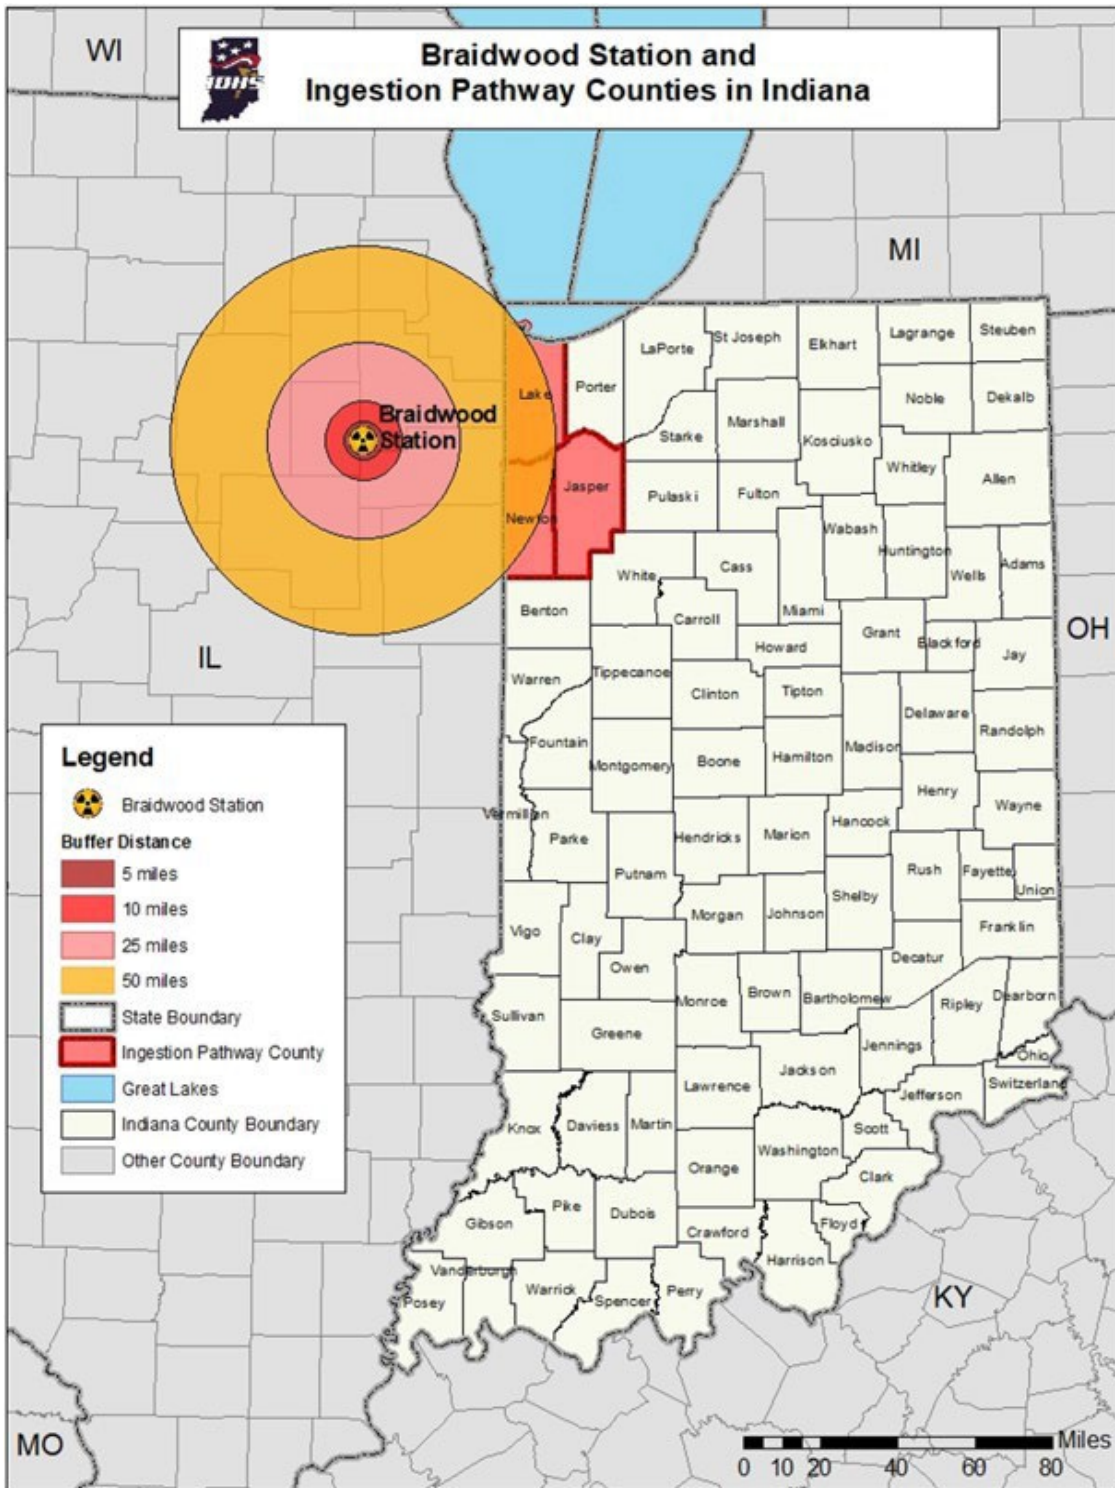 WI
IDHS
Braidwood Station and
Ingestion Pathway Counties in Indiana
MI
LaPorte
St Joseph
Elkhart
Lagrange
Steuben
Lake
Porter
Noble
Dekalb
Braidwood
Station
Starke
Marshall
Kosciusko
Whitley
Allen
Jasper
Pulaski
Fulton
Newton
Wabash
Huntington
White
Cass
Wells
Adams
Benton
Carroll
Miami
Grant
Blackford
OH
IL
Howard
Jay
Warren
Tippecanoe
Clinton
Tipton
Delaware
Randolph
Fountain
Montgomery
Boone
Hamilton
Madison
Henry
Wayne
Vermillion
Parke
Hendricks
Marion
Hancock
Putnam
Rush
Fayette
Union
Shelby
Vigo
Clay
Morgan
Johnson
Franklin
Owen
Decatur
Sullivan
Greene
Monroe
Brown
Bartholomew
Ripley
Dearborn
Jennings
Ohio
Lawrence
Jackson
Jefferson
Switzerland
Knox
Daviess
Martin
Washington
Scott
Orange
Clark
Gibson
Pike
Dubois
Crawford
Floyd
Harrison
Vanderburgh
Posey
Warrick
Spencer
Perry
KY
MO
Legend
Braidwood Station
Buffer Distance
5 miles
10 miles
25 miles
50 miles
State Boundary
Ingestion Pathway County
Great Lakes
Indiana County Boundary
Other County Boundary
Miles
0 10 20 40 60 80